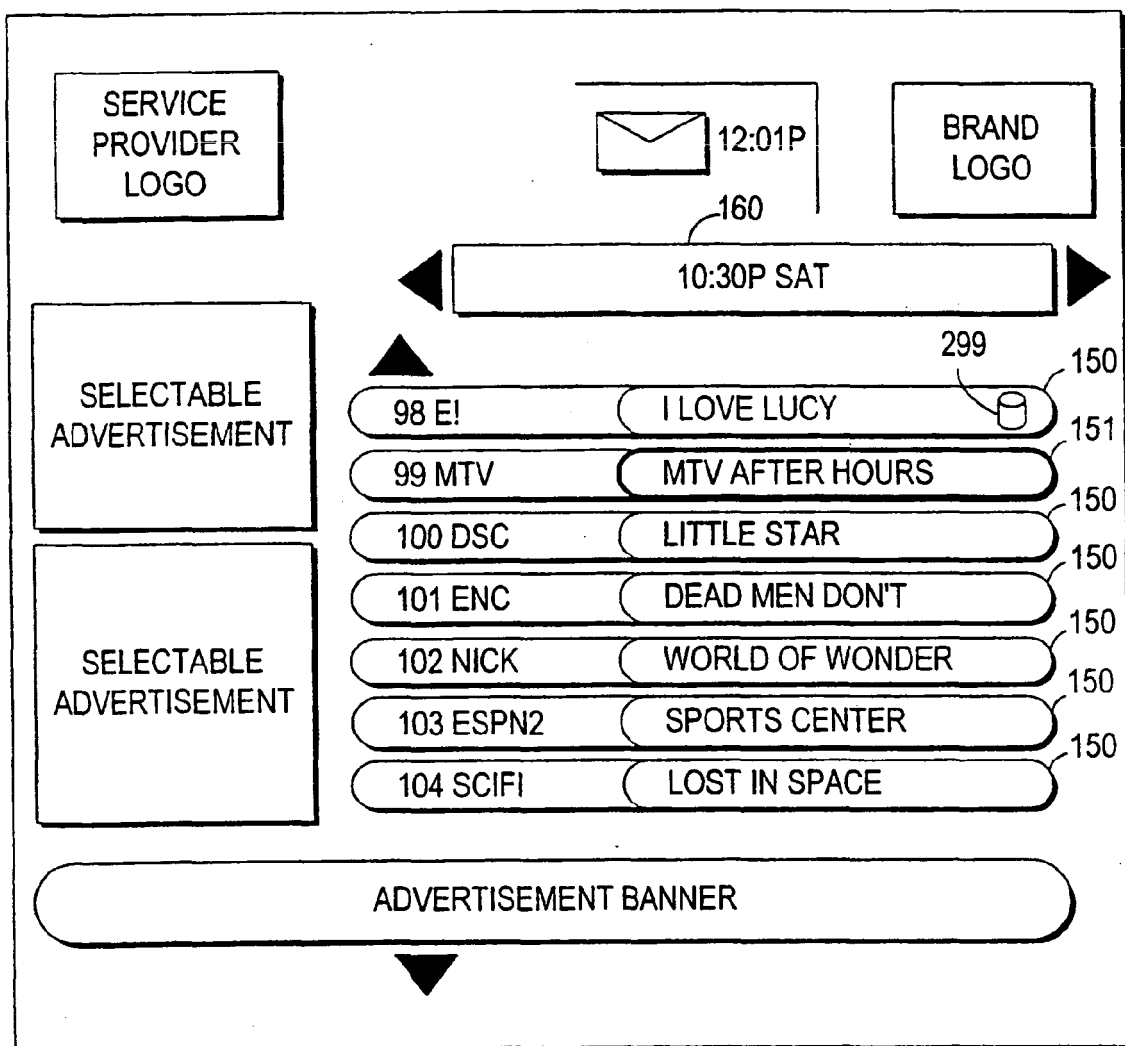 SERVICE
PROVIDER
LOGO
12:01P
BRAND
LOGO
160
10:30P SAT
SELECTABLE
ADVERTISEMENT
SELECTABLE
ADVERTISEMENT
299
150
98 E! I LOVE LUCY
151
99 MTV MTV AFTER HOURS
150
100 DSC LITTLE STAR
150
101 ENC DEAD MEN DON'T
150
102 NICK WORLD OF WONDER
150
103 ESPN2 SPORTS CENTER
150
104 SCIFI LOST IN SPACE
ADVERTISEMENT BANNER